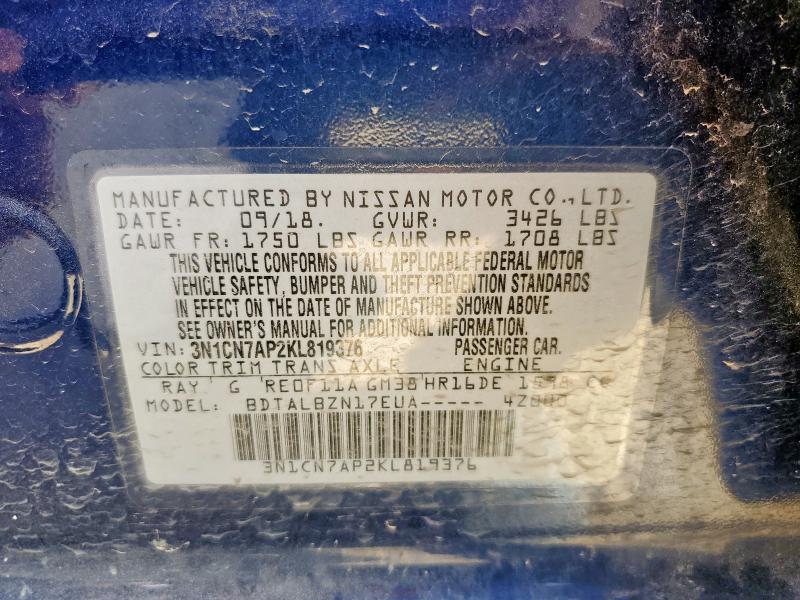 MANUFACTURED BY NISSAN MOTOR CO.,LTD.
DATE: 09/18. GVWR: 3426 LBS
GAWR FR: 1750 LBS GAWR RR: 1708 LBS
THIS VEHICLE CONFORMS TO ALL APPLICABLE FEDERAL MOTOR
VEHICLE SAFETY, BUMPER AND THEFT PREVENTION STANDARDS
IN EFFECT ON THE DATE OF MANUFACTURE SHOWN ABOVE.
SEE OWNER'S MANUAL FOR ADDITIONAL INFORMATION.
VIN: 3N1CN7AP2KL819376 PASSENGER CAR.
COLOR TRIM TRANS AXLE ENGINE
RAY G RE0F11A GM38 HR16DE 1598 CC
MODEL: BDTALBZN17EUA-----
3N1CN7AP2KL819376